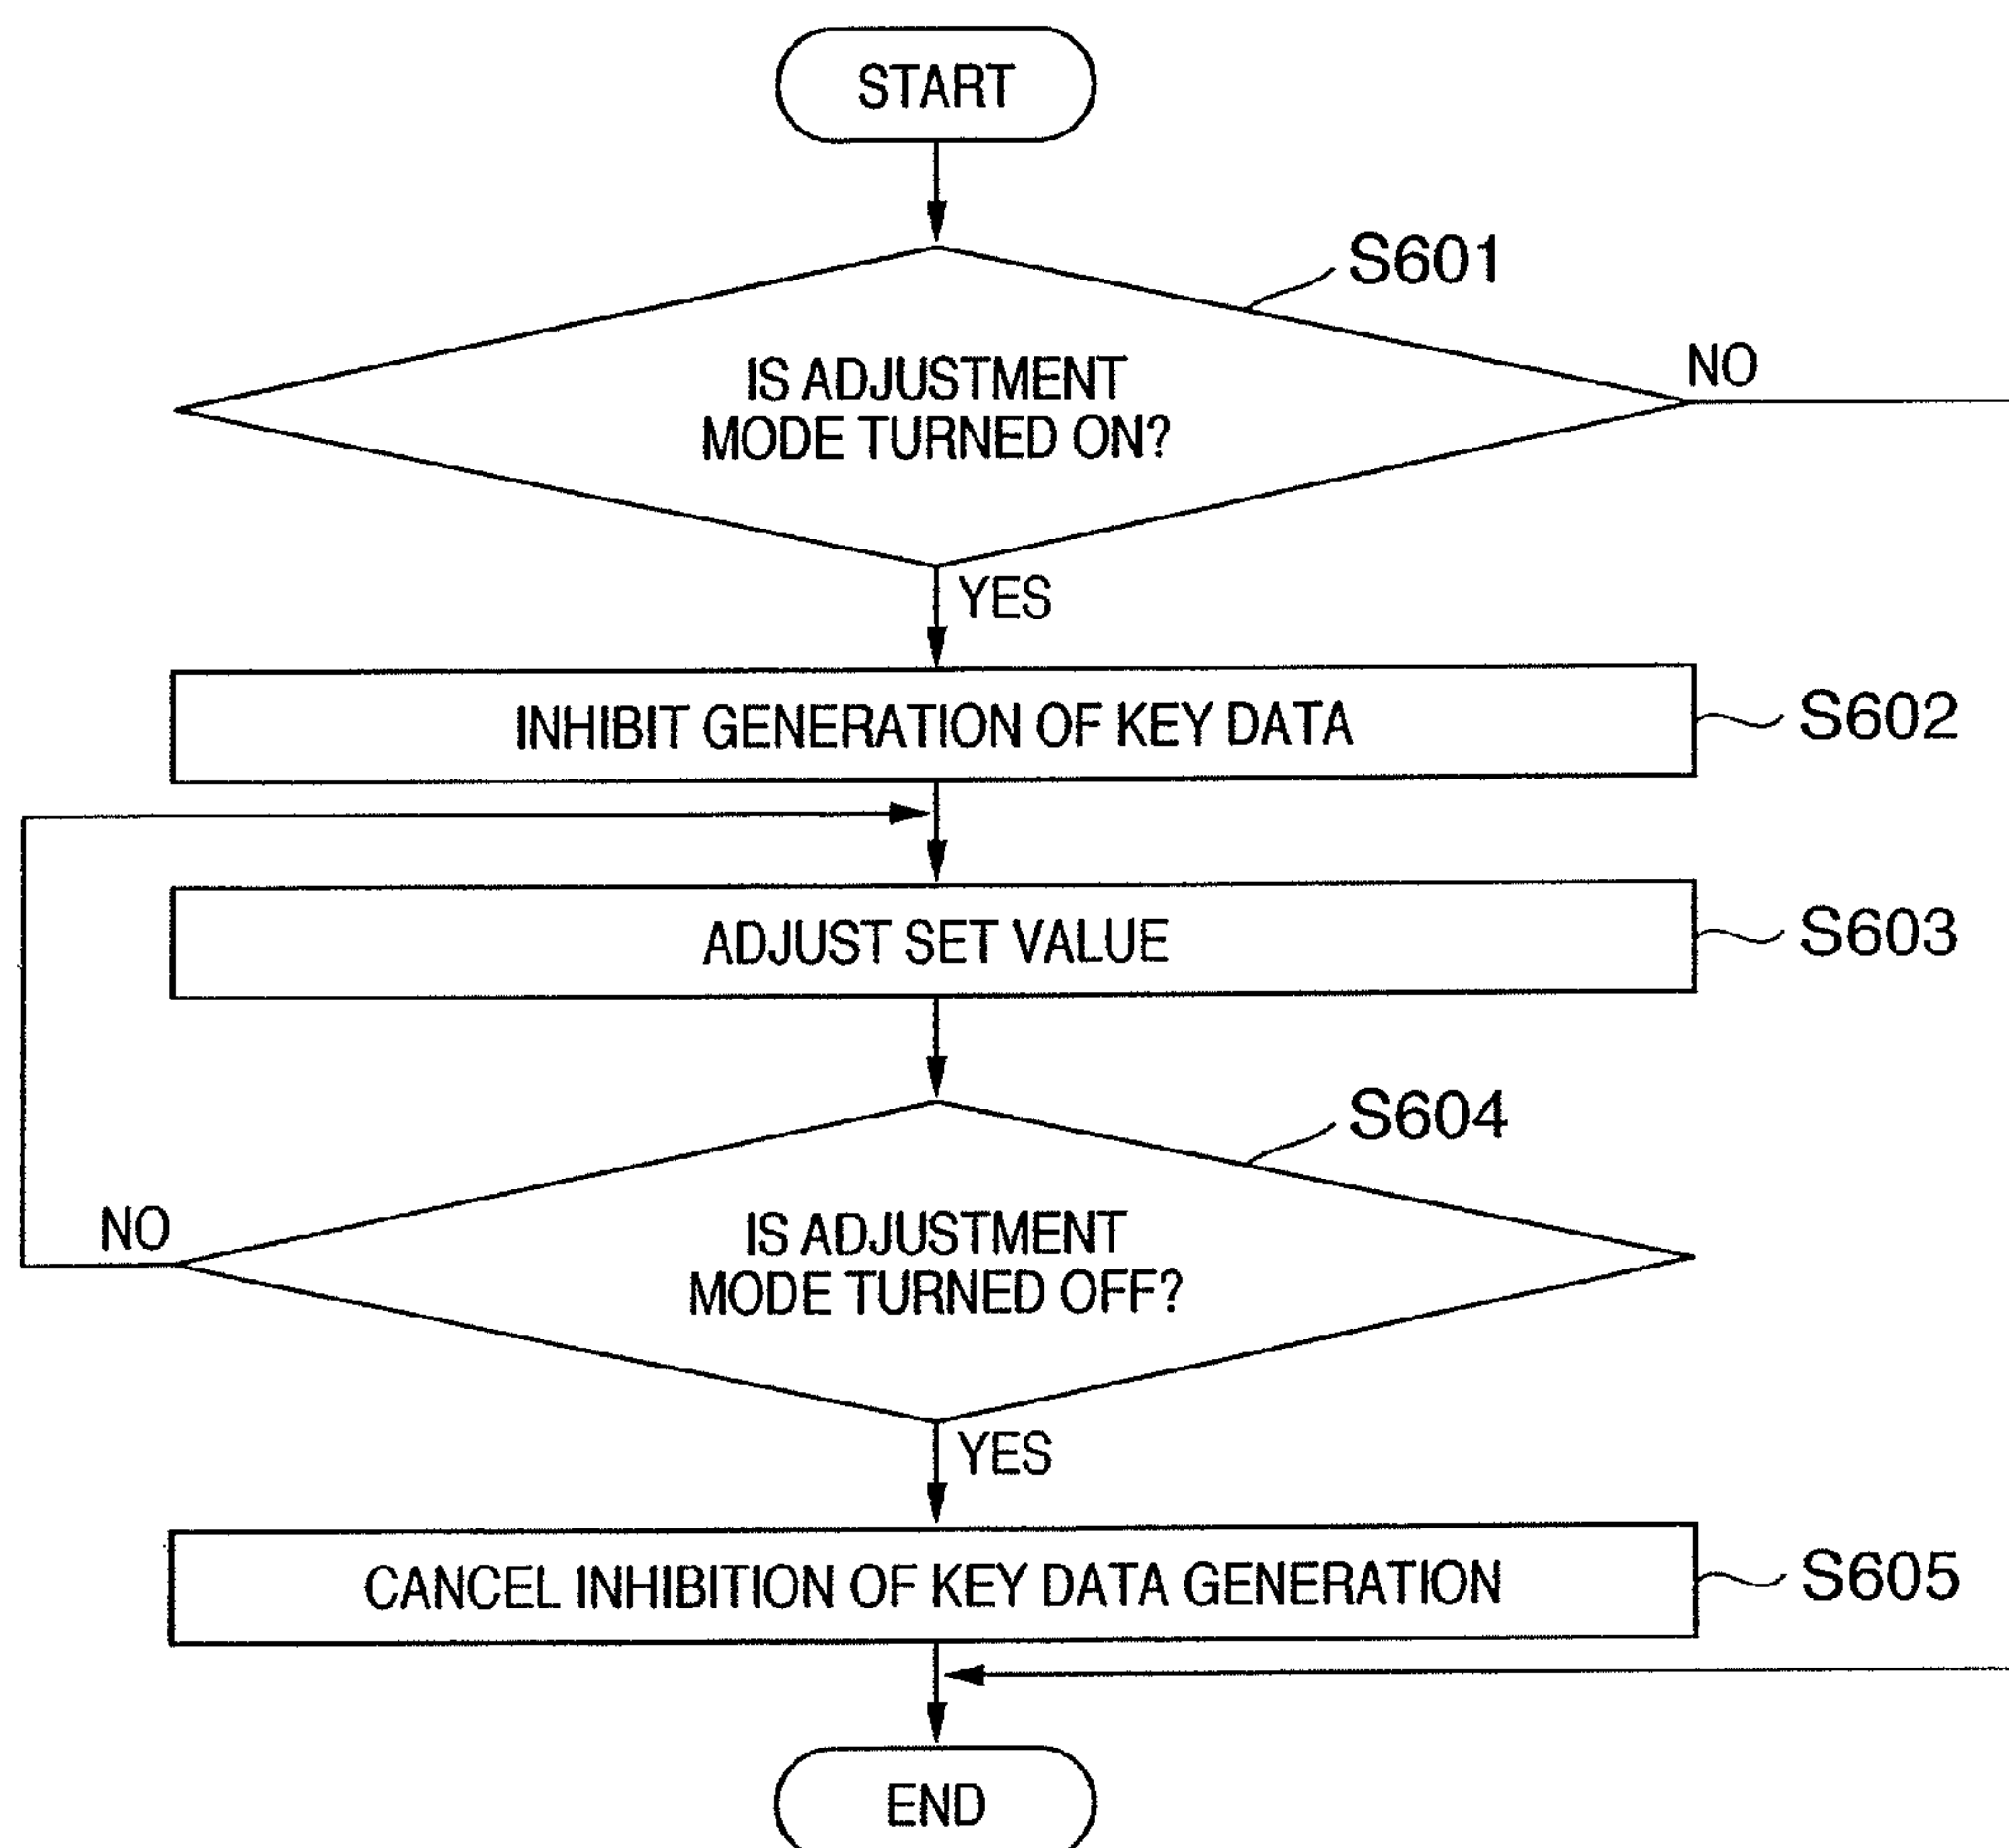 START
S601
IS ADJUSTMENT
MODE TURNED ON?
NO
YES
INHIBIT GENERATION OF KEY DATA
S602
ADJUST SET VALUE
S603
S604
IS ADJUSTMENT
MODE TURNED OFF?
NO
YES
CANCEL INHIBITION OF KEY DATA GENERATION
S605
END